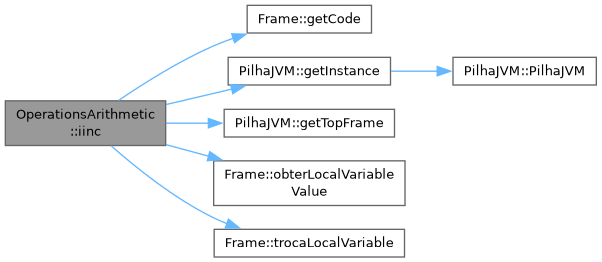 OperationsArithmetic
::iinc
Frame::getCode
PilhaJVM::getInstance
PilhaJVM::PilhaJVM
PilhaJVM::getTopFrame
Frame::obterLocalVariable
Value
Frame::trocaLocalVariable